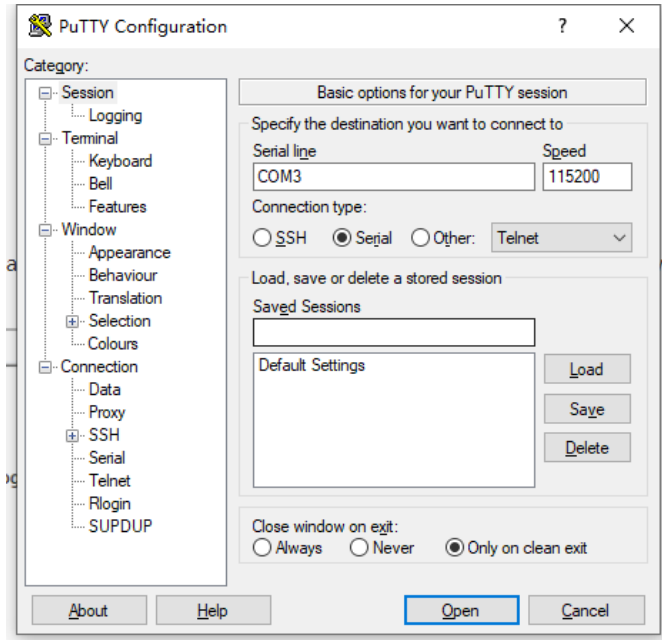 PuTTY Configuration
Category:
Session
Logging
Terminal
Keyboard
Bell
Features
Window
Appearance
Behaviour
Translation
Selection
Colours
Connection
Data
Proxy
SSH
Serial
Telnet
Rlogin
SUPDUP
Basic options for your PuTTY session
Specify the destination you want to connect to
Serial line Speed
COM3 115200
Connection type:
SSH Serial Other: Telnet
Load, save or delete a stored session
Saved Sessions
Default Settings
Load
Save
Delete
Close window on exit:
Always Never Only on clean exit
About Help Open Cancel